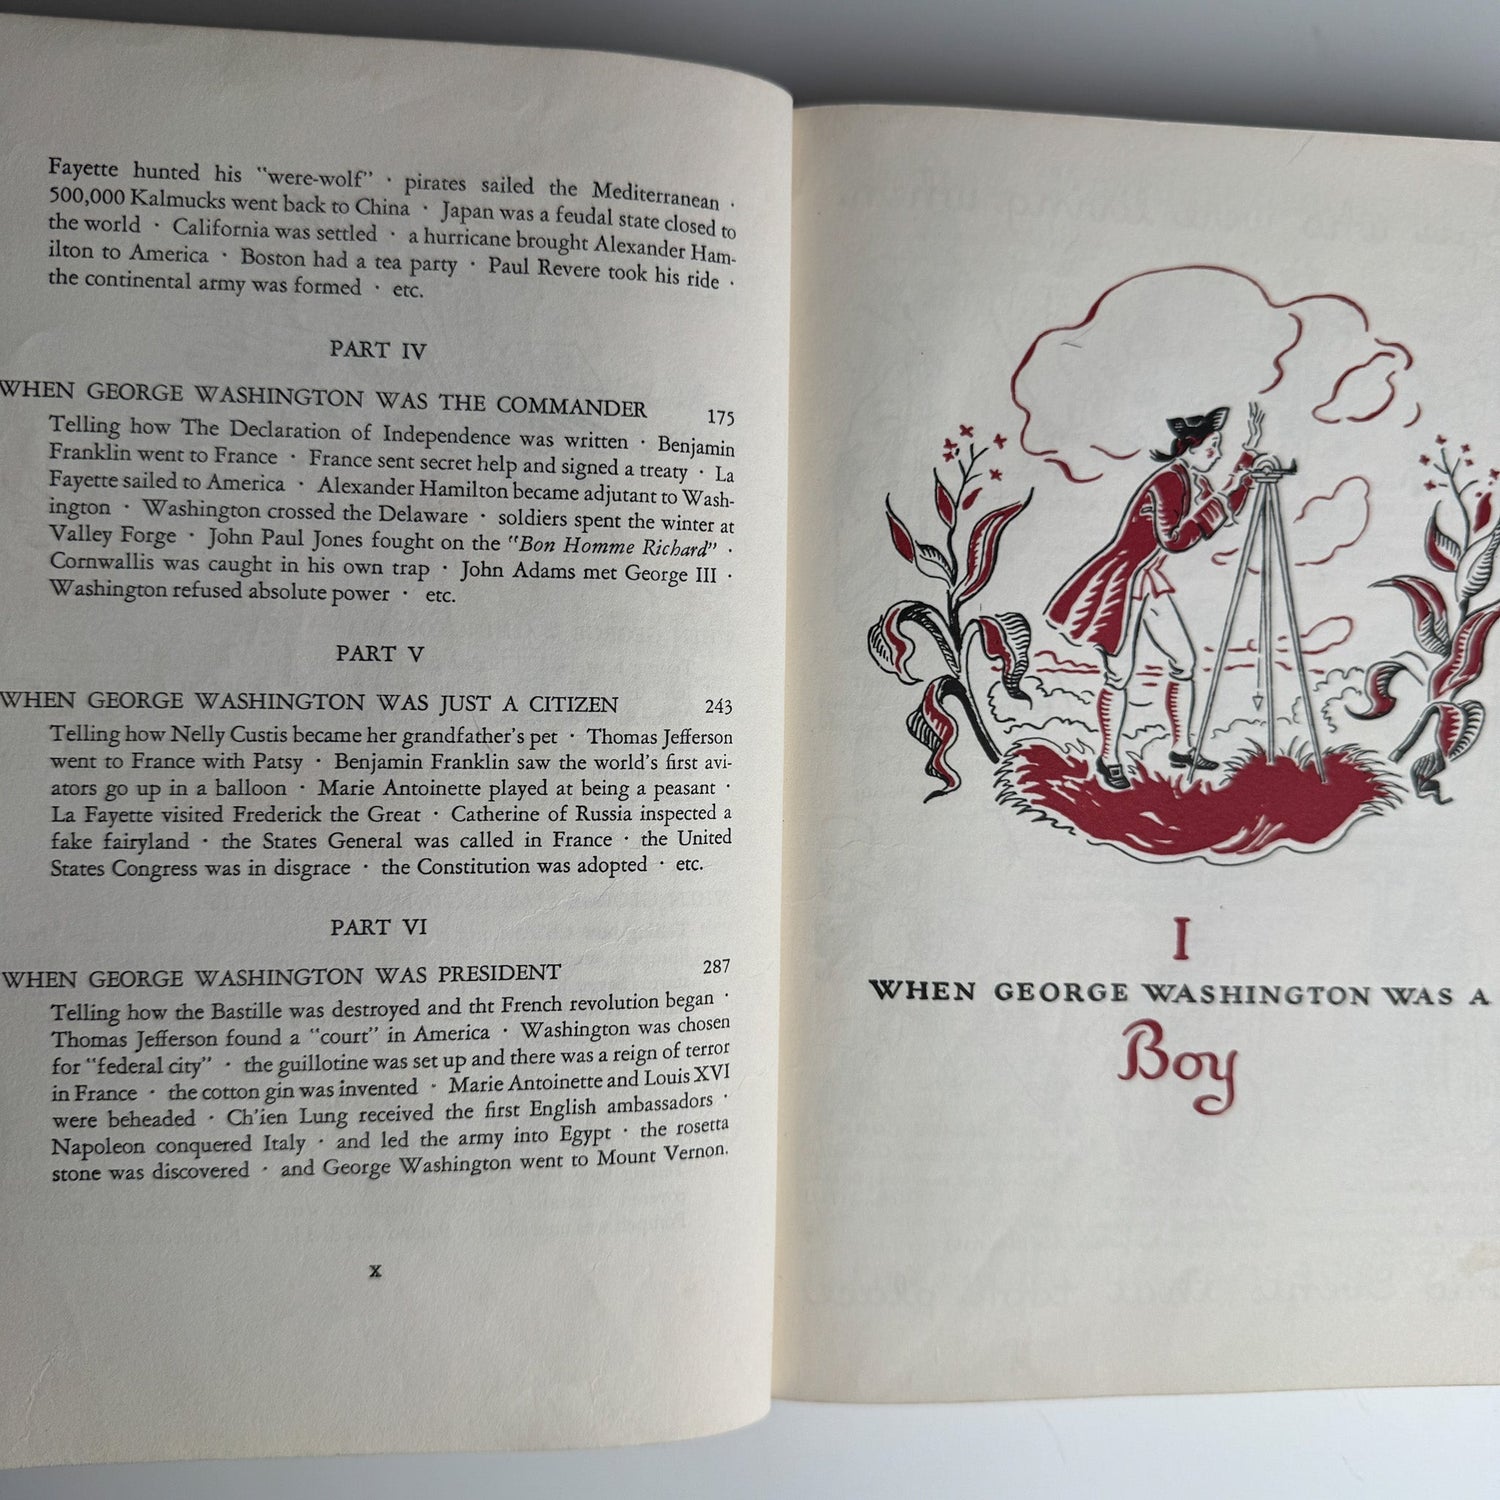 Fayette hunted his "were-wolf" · pirates sailed the Mediterranean ·
500,000 Kalmucks went back to China · Japan was a feudal state closed to
the world · California was settled · a hurricane brought Alexander Ham-
ilton to America · Boston had a tea party · Paul Revere took his ride ·
the continental army was formed · etc.
PART IV
WHEN GEORGE WASHINGTON WAS THE COMMANDER 175
Telling how The Declaration of Independence was written · Benjamin
Franklin went to France · France sent secret help and signed a treaty · La
Fayette sailed to America · Alexander Hamilton became adjutant to Wash-
ington · Washington crossed the Delaware · soldiers spent the winter at
Valley Forge · John Paul Jones fought on the "Bon Homme Richard" ·
Cornwallis was caught in his own trap · John Adams met George III ·
Washington refused absolute power · etc.
PART V
WHEN GEORGE WASHINGTON WAS JUST A CITIZEN 243
Telling how Nelly Custis became her grandfather's pet · Thomas Jefferson
went to France with Patsy · Benjamin Franklin saw the world's first avi-
ators go up in a balloon · Marie Antoinette played at being a peasant ·
La Fayette visited Frederick the Great · Catherine of Russia inspected a
fake fairyland · the States General was called in France · the United
States Congress was in disgrace · the Constitution was adopted · etc.
PART VI
WHEN GEORGE WASHINGTON WAS PRESIDENT 287
Telling how the Bastille was destroyed and tht French revolution began ·
Thomas Jefferson found a "court" in America · Washington was chosen
for "federal city" · the guillotine was set up and there was a reign of terror
in France · the cotton gin was invented · Marie Antoinette and Louis XVI
were beheaded · Ch'ien Lung received the first English ambassadors ·
Napoleon conquered Italy · and led the army into Egypt · the rosetta
stone was discovered · and George Washington went to Mount Vernon.
x
I
WHEN GEORGE WASHINGTON WAS A
Boy